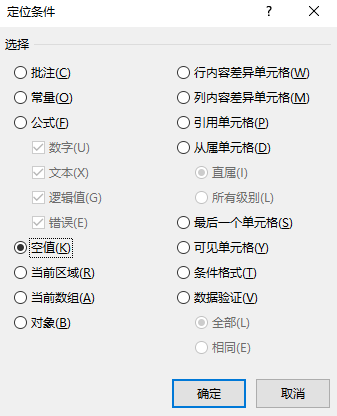 定位条件
选择
批注(C)
常量(O)
公式(F)
数字(U)
文本(X)
逻辑值(G)
错误(E)
空值(K)
当前区域(R)
当前数组(A)
对象(B)
行内容差异单元格(W)
列内容差异单元格(M)
引用单元格(P)
从属单元格(D)
直属(I)
所有级别(L)
最后一个单元格(S)
可见单元格(Y)
条件格式(T)
数据验证(V)
全部(L)
相同(E)
确定
取消